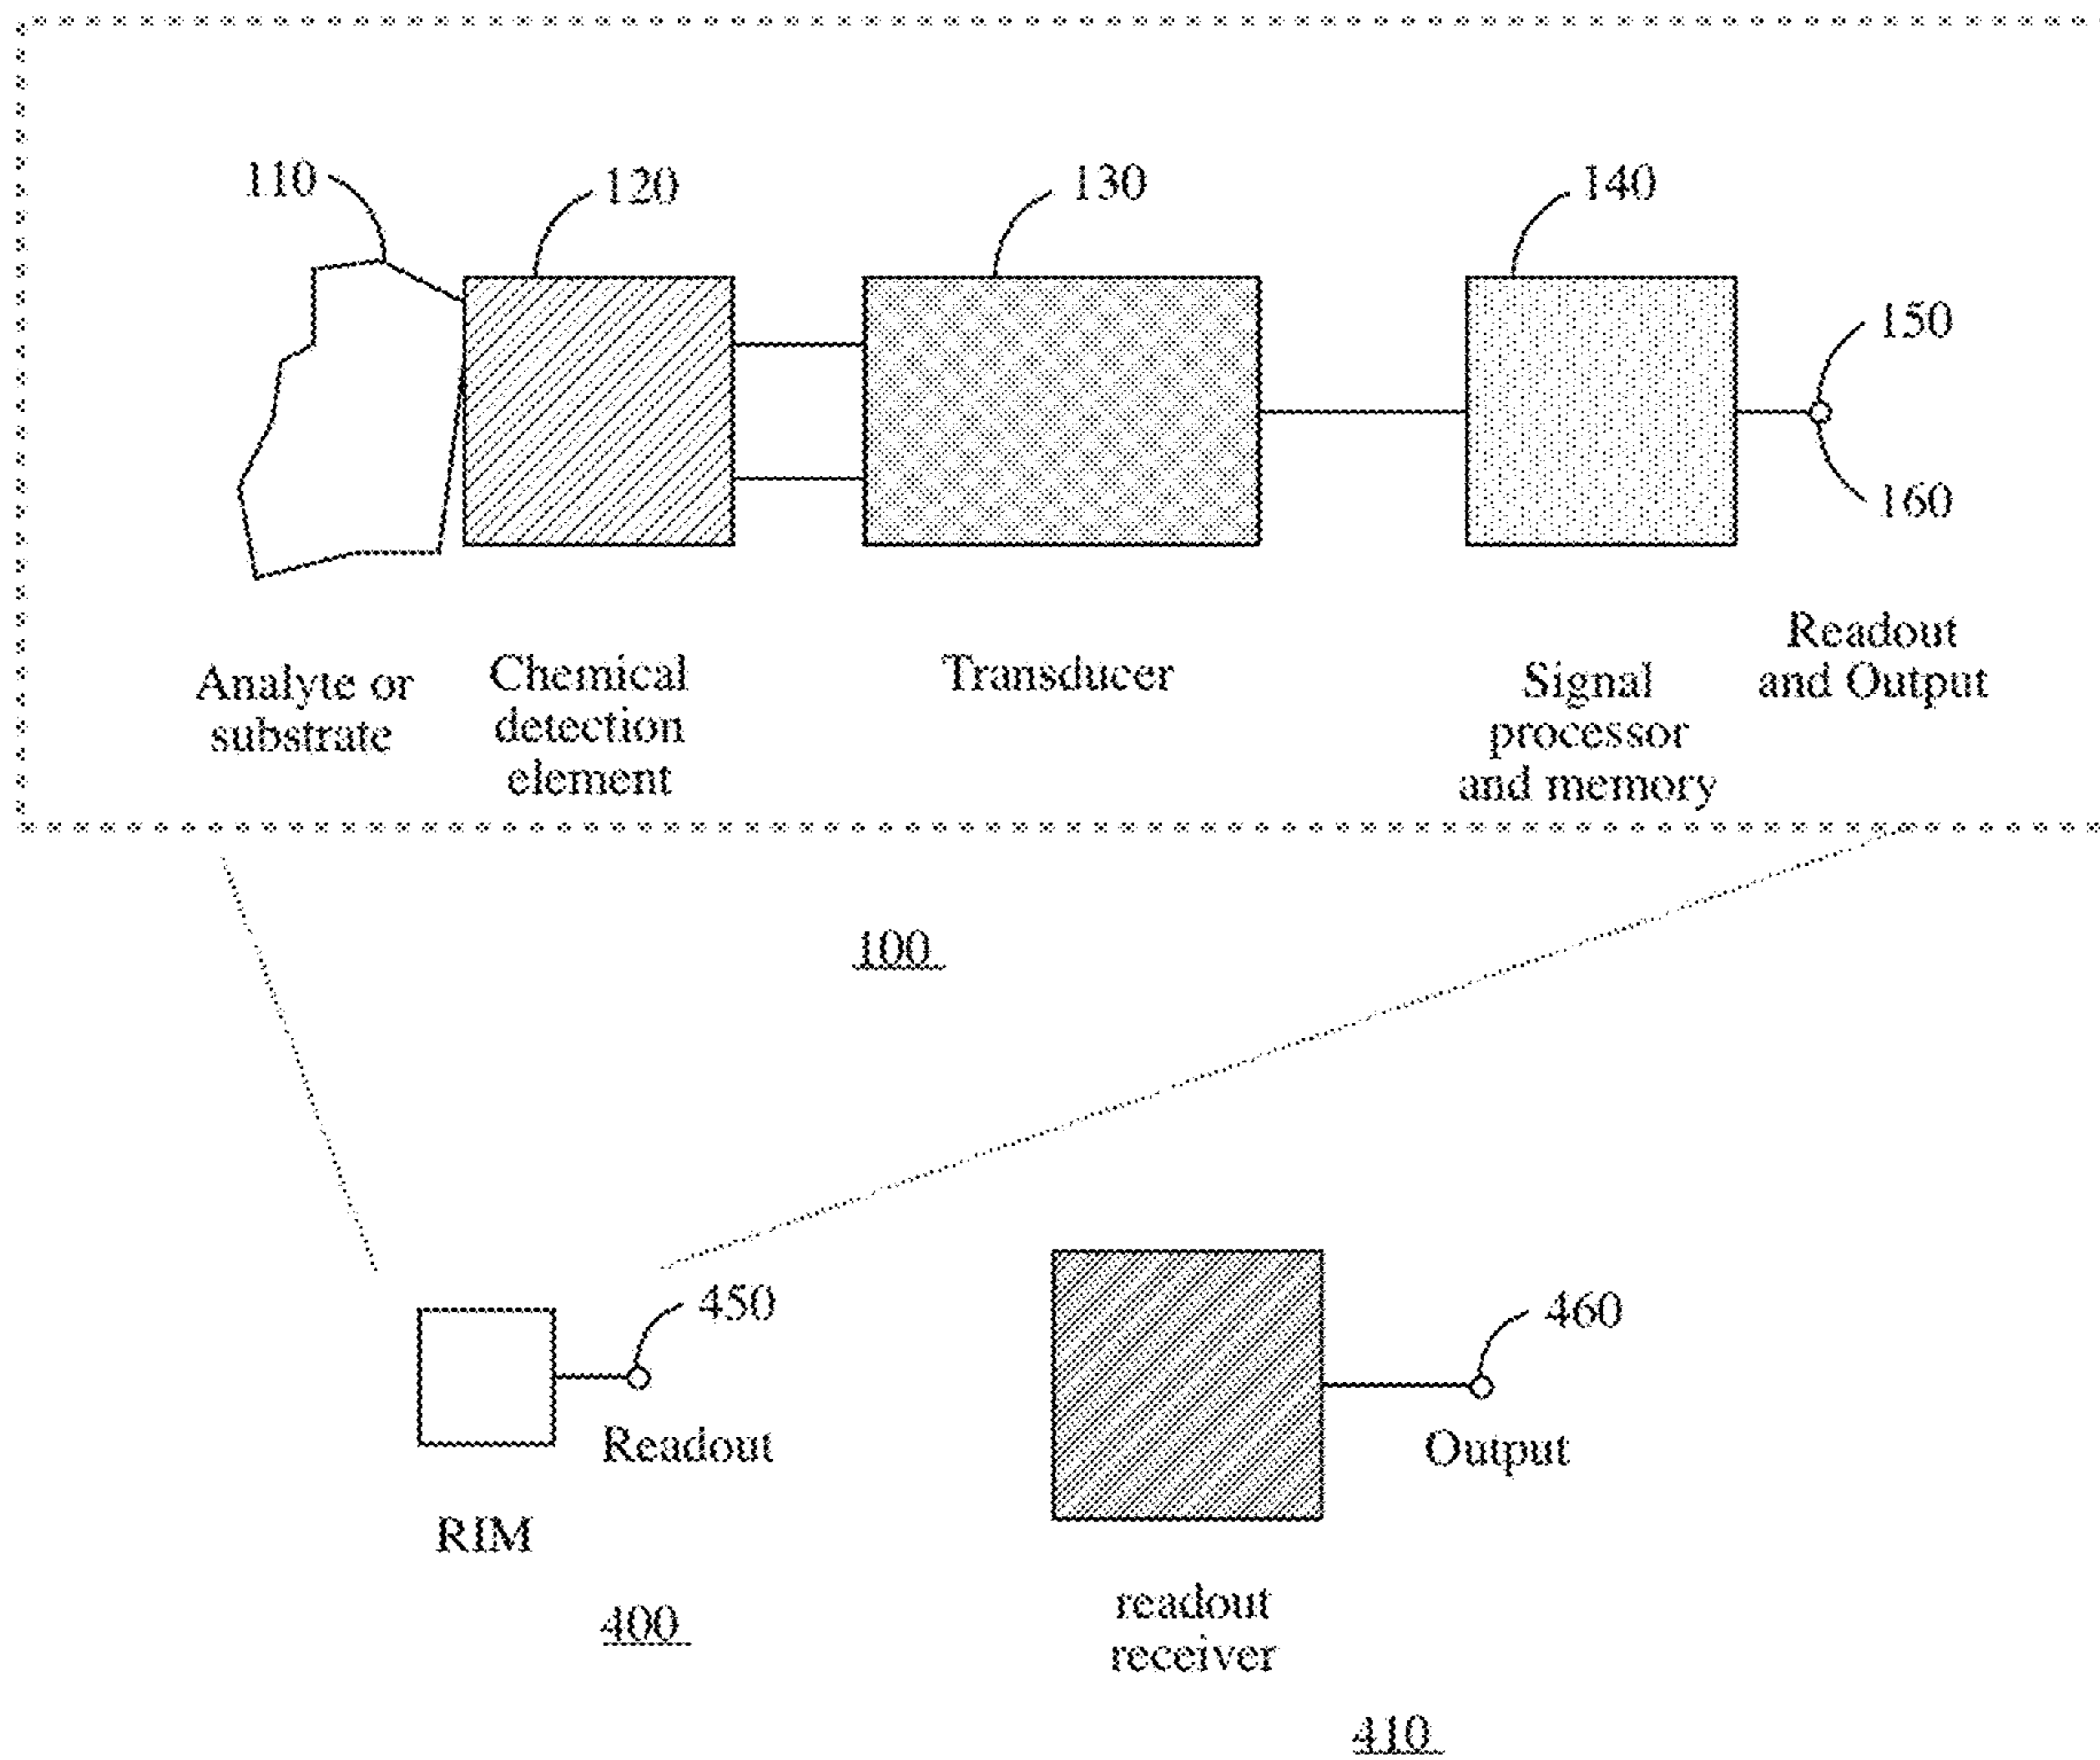 110
120
130
140
150
160
Analyte or
substrate
Chemical
detection
element
Transducer
Signal
processor
and memory
Readout
and Output
100
450
Readout
RIM
400
460
Output
readout
receiver
410